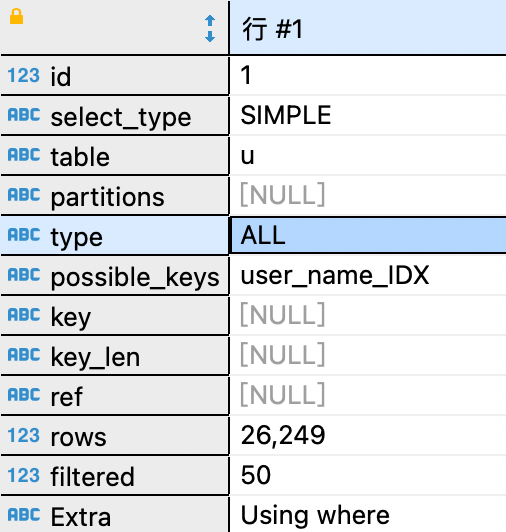 行 #1
123 id 1
ABC select_type SIMPLE
ABC table u
ABC partitions [NULL]
ABC type ALL
ABC possible_keys user_name_IDX
ABC key [NULL]
ABC key_len [NULL]
ABC ref [NULL]
123 rows 26,249
123 filtered 50
ABC Extra Using where